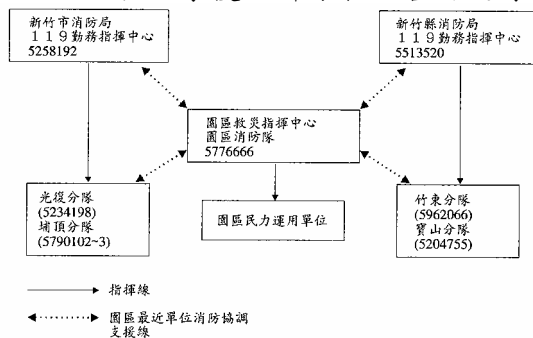 新竹市消防局
119勤務指揮中心
5258192
新竹縣消防局
119勤務指揮中心
5513520
園區救災指揮中心
園區消防隊
5776666
光復分隊
(5234198)
埔頂分隊
(5790102~3)
園區民力運用單位
竹東分隊
(5962066)
寶山分隊
(5204755)
指揮線
園區最近單位消防協調
支援線